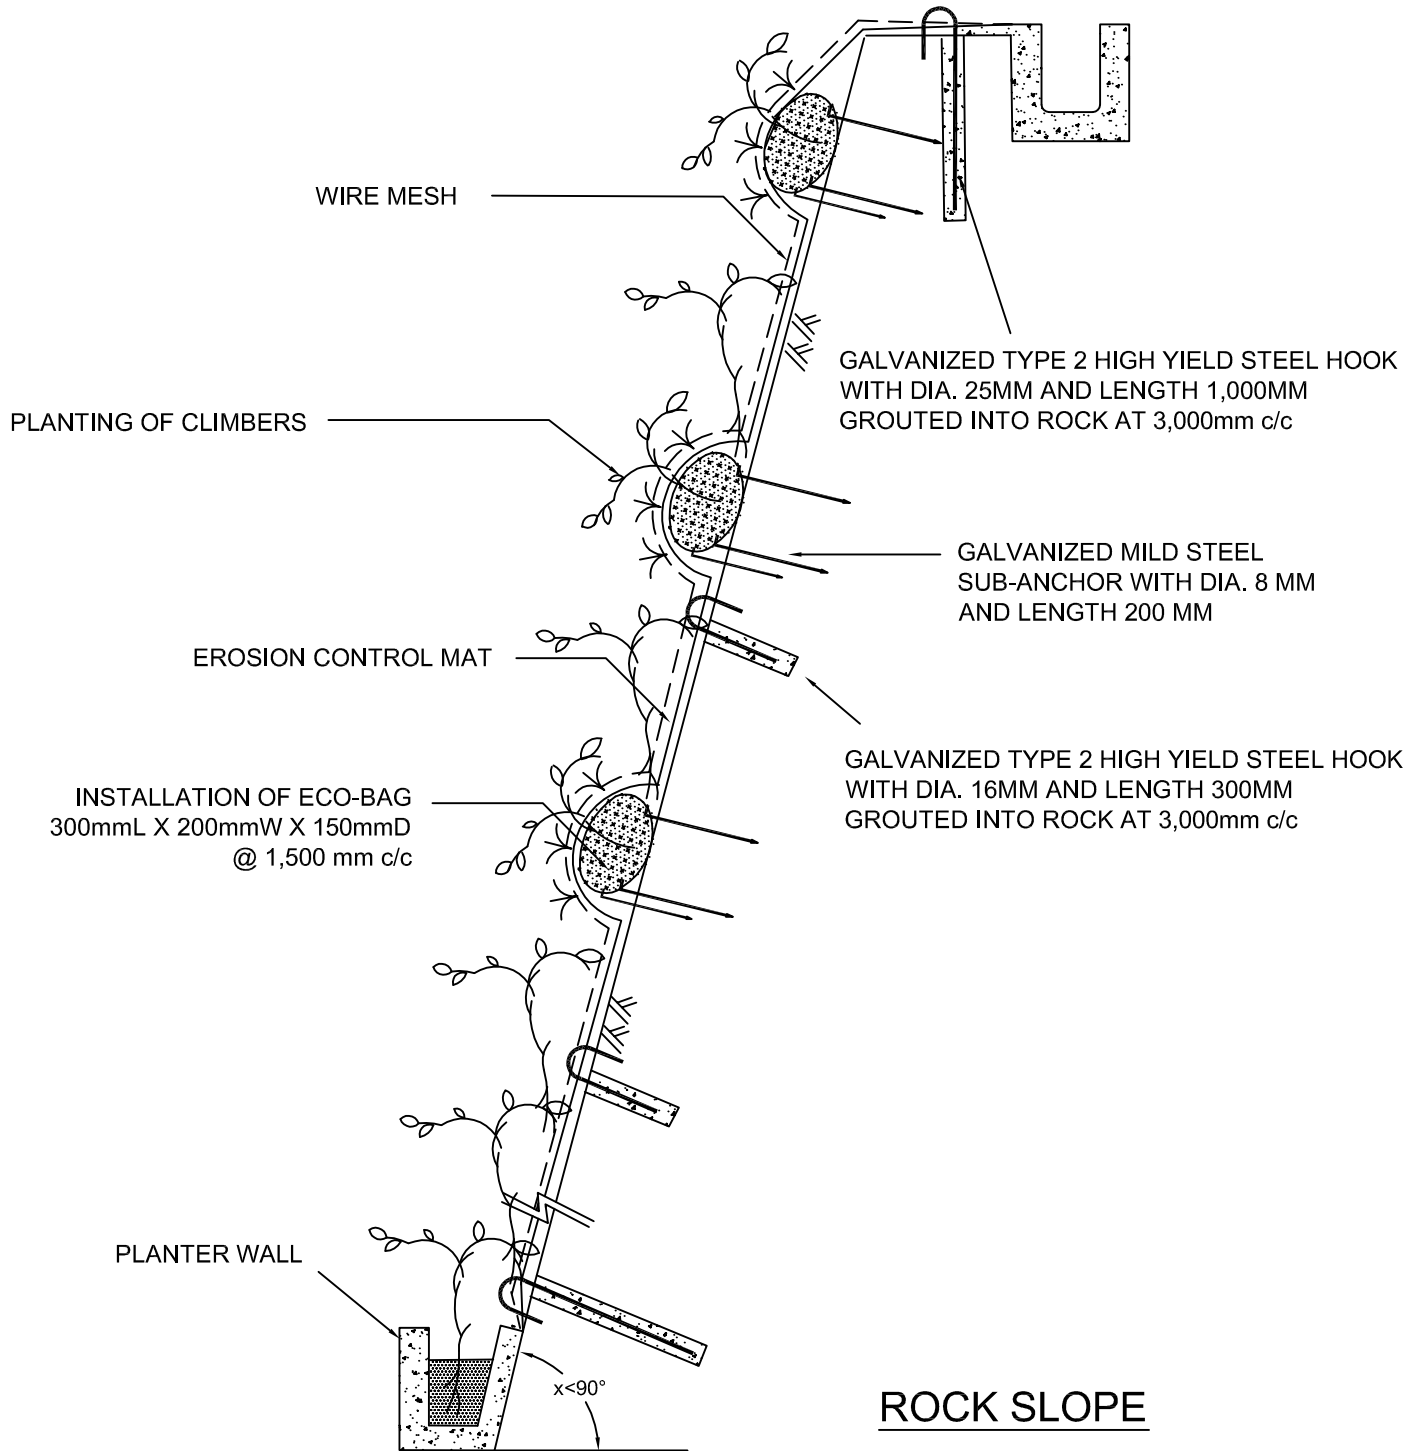 WIRE MESH
GALVANIZED TYPE 2 HIGH YIELD STEEL HOOK
WITH DIA. 25MM AND LENGTH 1,000MM
GROUTED INTO ROCK AT 3,000mm c/c
PLANTING OF CLIMBERS
GALVANIZED MILD STEEL
SUB-ANCHOR WITH DIA. 8 MM
AND LENGTH 200 MM
EROSION CONTROL MAT
GALVANIZED TYPE 2 HIGH YIELD STEEL HOOK
WITH DIA. 16MM AND LENGTH 300MM
GROUTED INTO ROCK AT 3,000mm c/c
INSTALLATION OF ECO-BAG
300mmL X 200mmW X 150mmD
@ 1,500 mm c/c
PLANTER WALL
x<90°
ROCK SLOPE